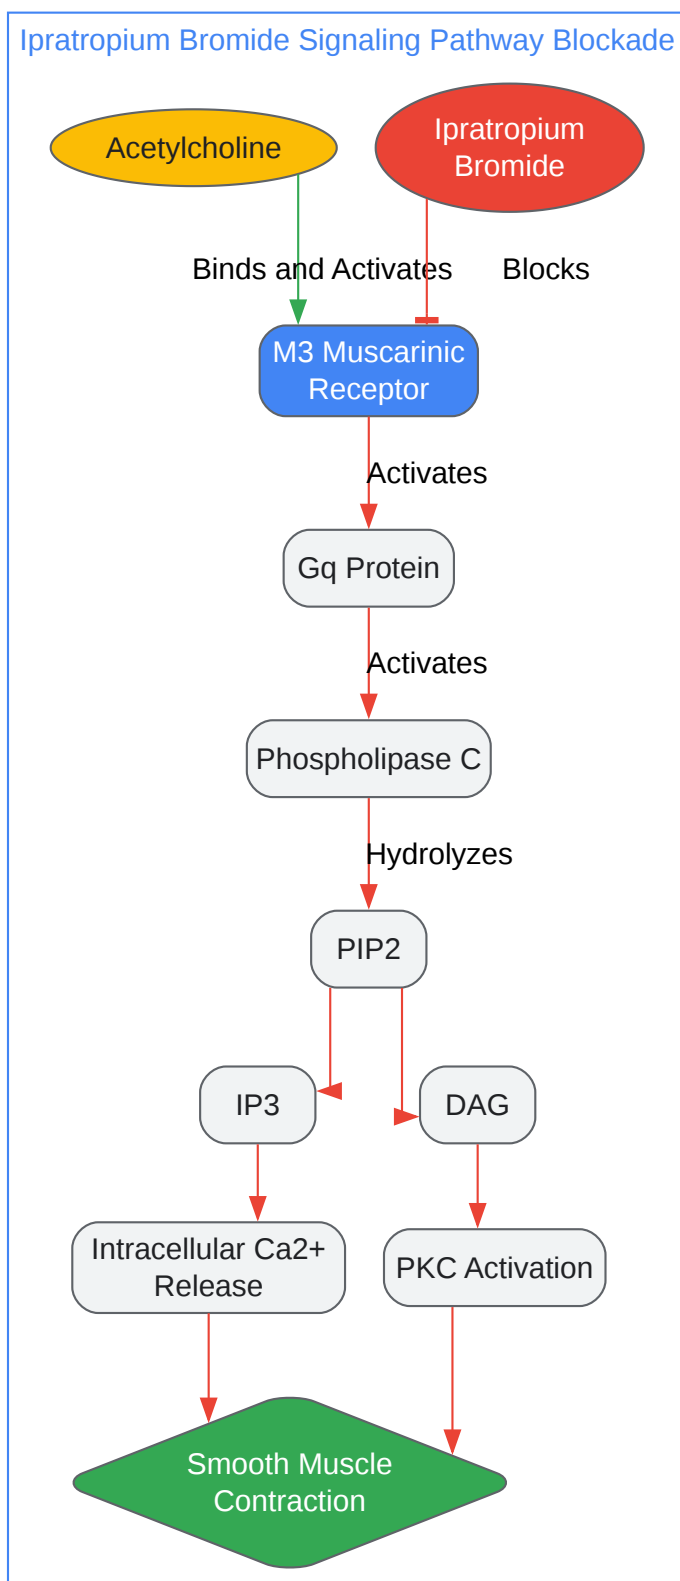 Ipratropium Bromide Signaling Pathway Blockade
Acetylcholine
Ipratropium
Bromide
Binds and Activates
Blocks
M3 Muscarinic
Receptor
Activates
Gq Protein
Activates
Phospholipase C
Hydrolyzes
PIP2
IP3
DAG
Intracellular Ca2+
Release
PKC Activation
Smooth Muscle
Contraction